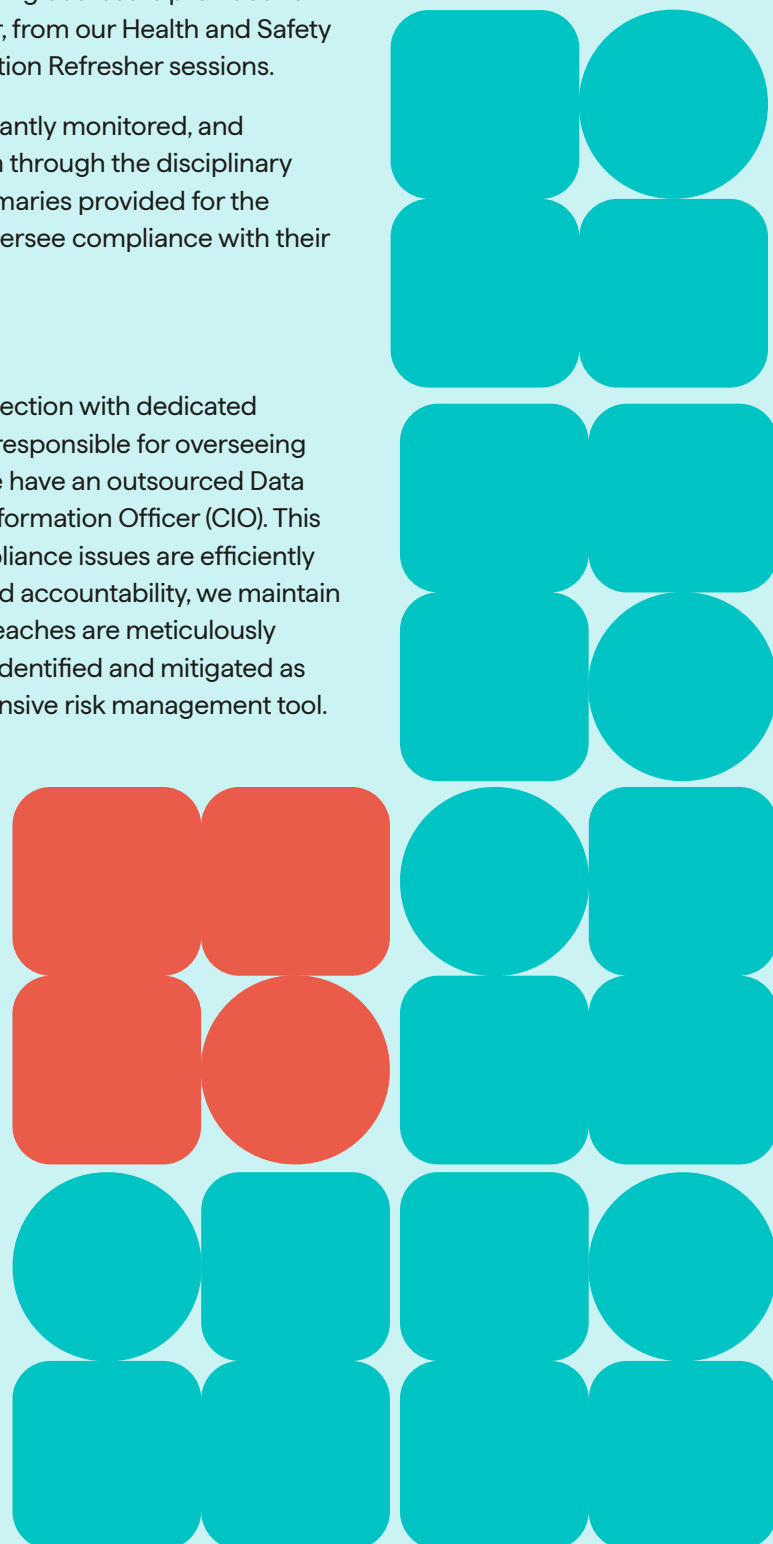 r, from our Health and Safety
tion Refresher sessions.
antly monitored, and
n through the disciplinary
maries provided for the
ersee compliance with their
ection with dedicated
responsible for overseeing
e have an outsourced Data
formation Officer (CIO). This
pliance issues are efficiently
d accountability, we maintain
eaches are meticulously
dentified and mitigated as
nsive risk management tool.